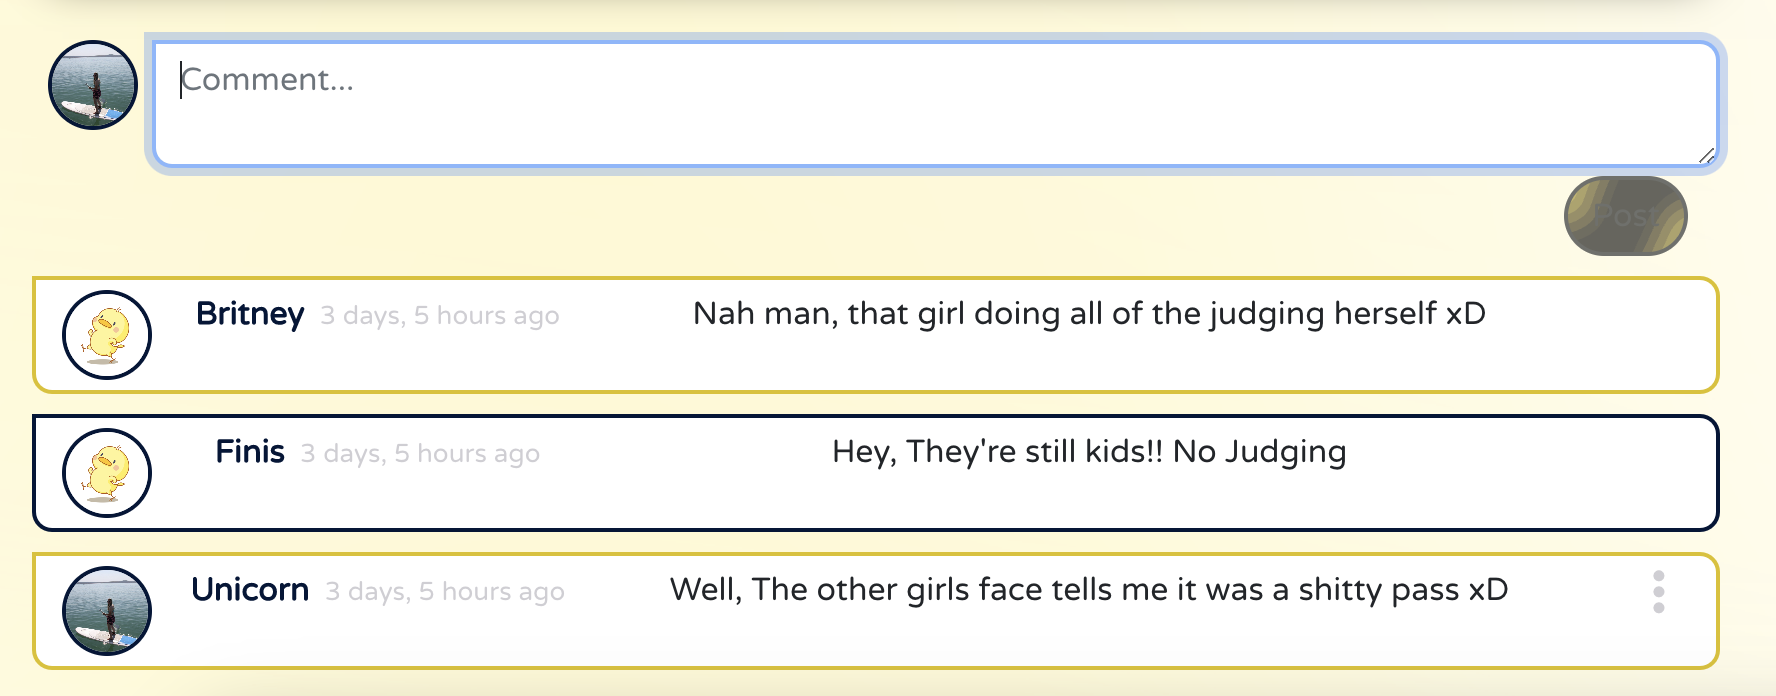 Comment...
Post
Britney 3 days, 5 hours ago Nah man, that girl doing all of the judging herself xD
Finis 3 days, 5 hours ago Hey, They're still kids!! No Judging
Unicorn 3 days, 5 hours ago Well, The other girls face tells me it was a shitty pass xD